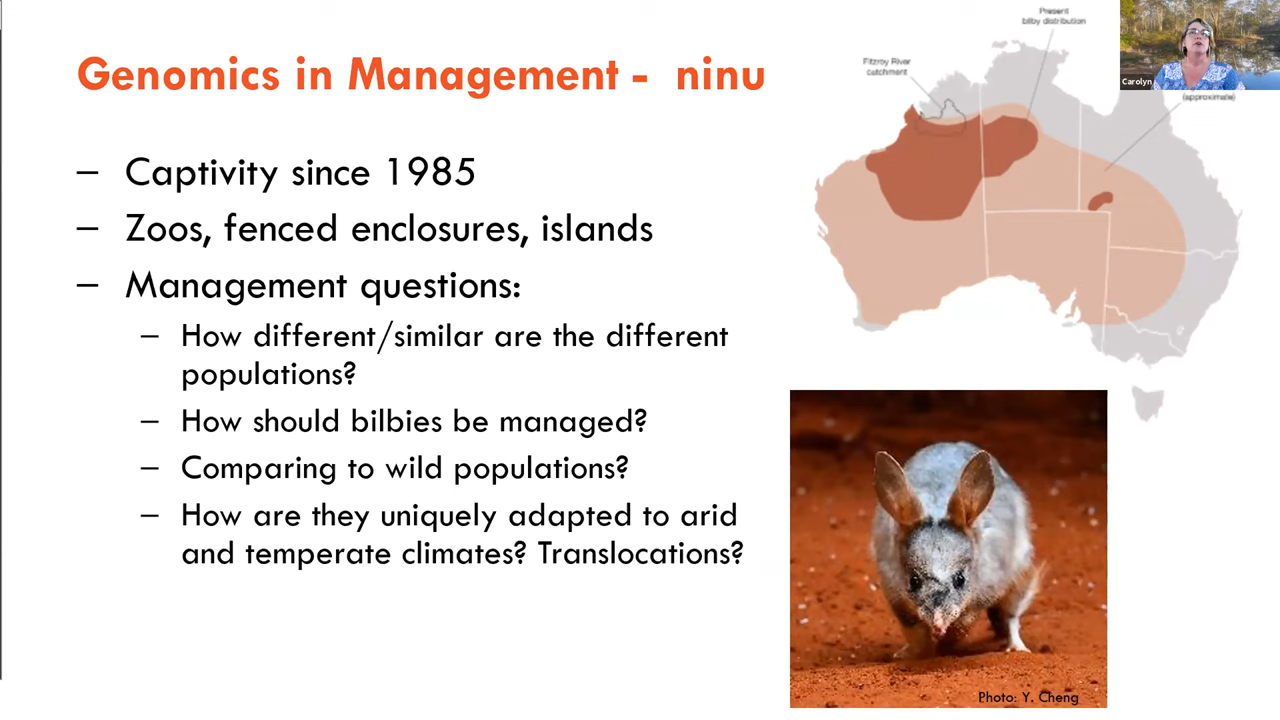 Genomics in Management - ninu
– Captivity since 1985
– Zoos, fenced enclosures, islands
– Management questions:
– How different/similar are the different
populations?
– How should bilbies be managed?
– Comparing to wild populations?
– How are they uniquely adapted to arid
and temperate climates? Translocations?
Present
bilby distribution
Fitzroy River
catchment
(approximate)
Carolyn
Photo: Y. Cheng